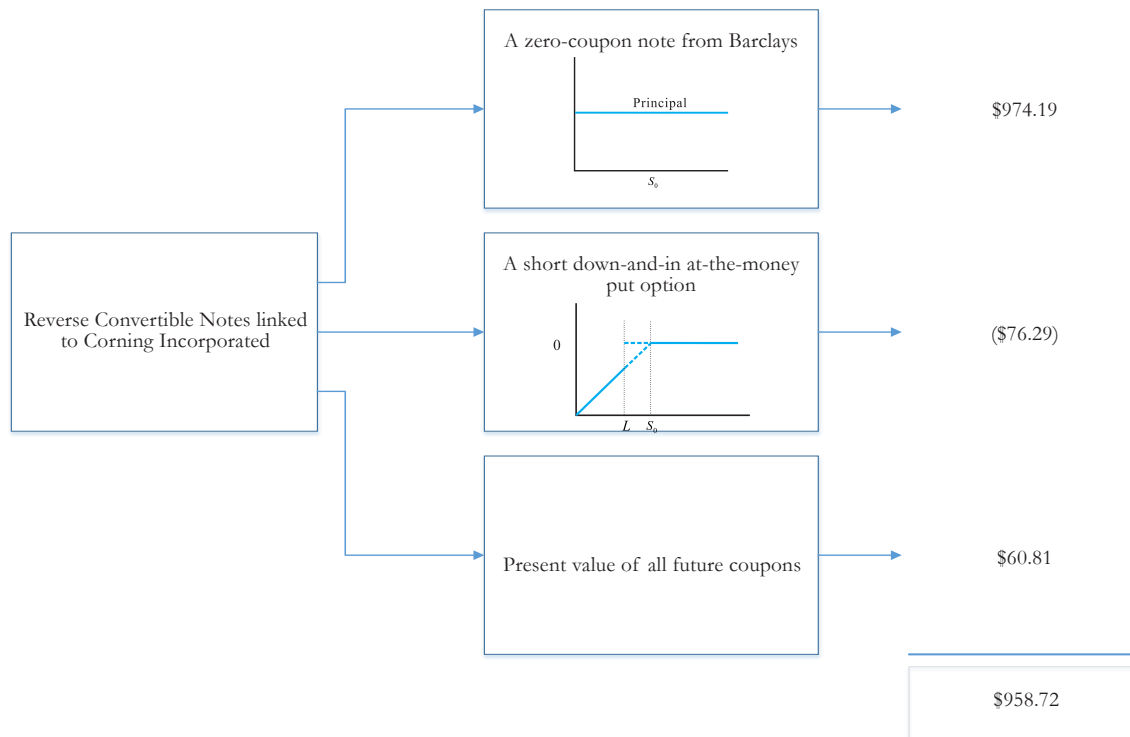 A zero-coupon note from Barclays
Principal
S₀
$974.19
Reverse Convertible Notes linked
to Corning Incorporated
A short down-and-in at-the-money
put option
0
L S₀
($76.29)
Present value of all future coupons
$60.81
$958.72